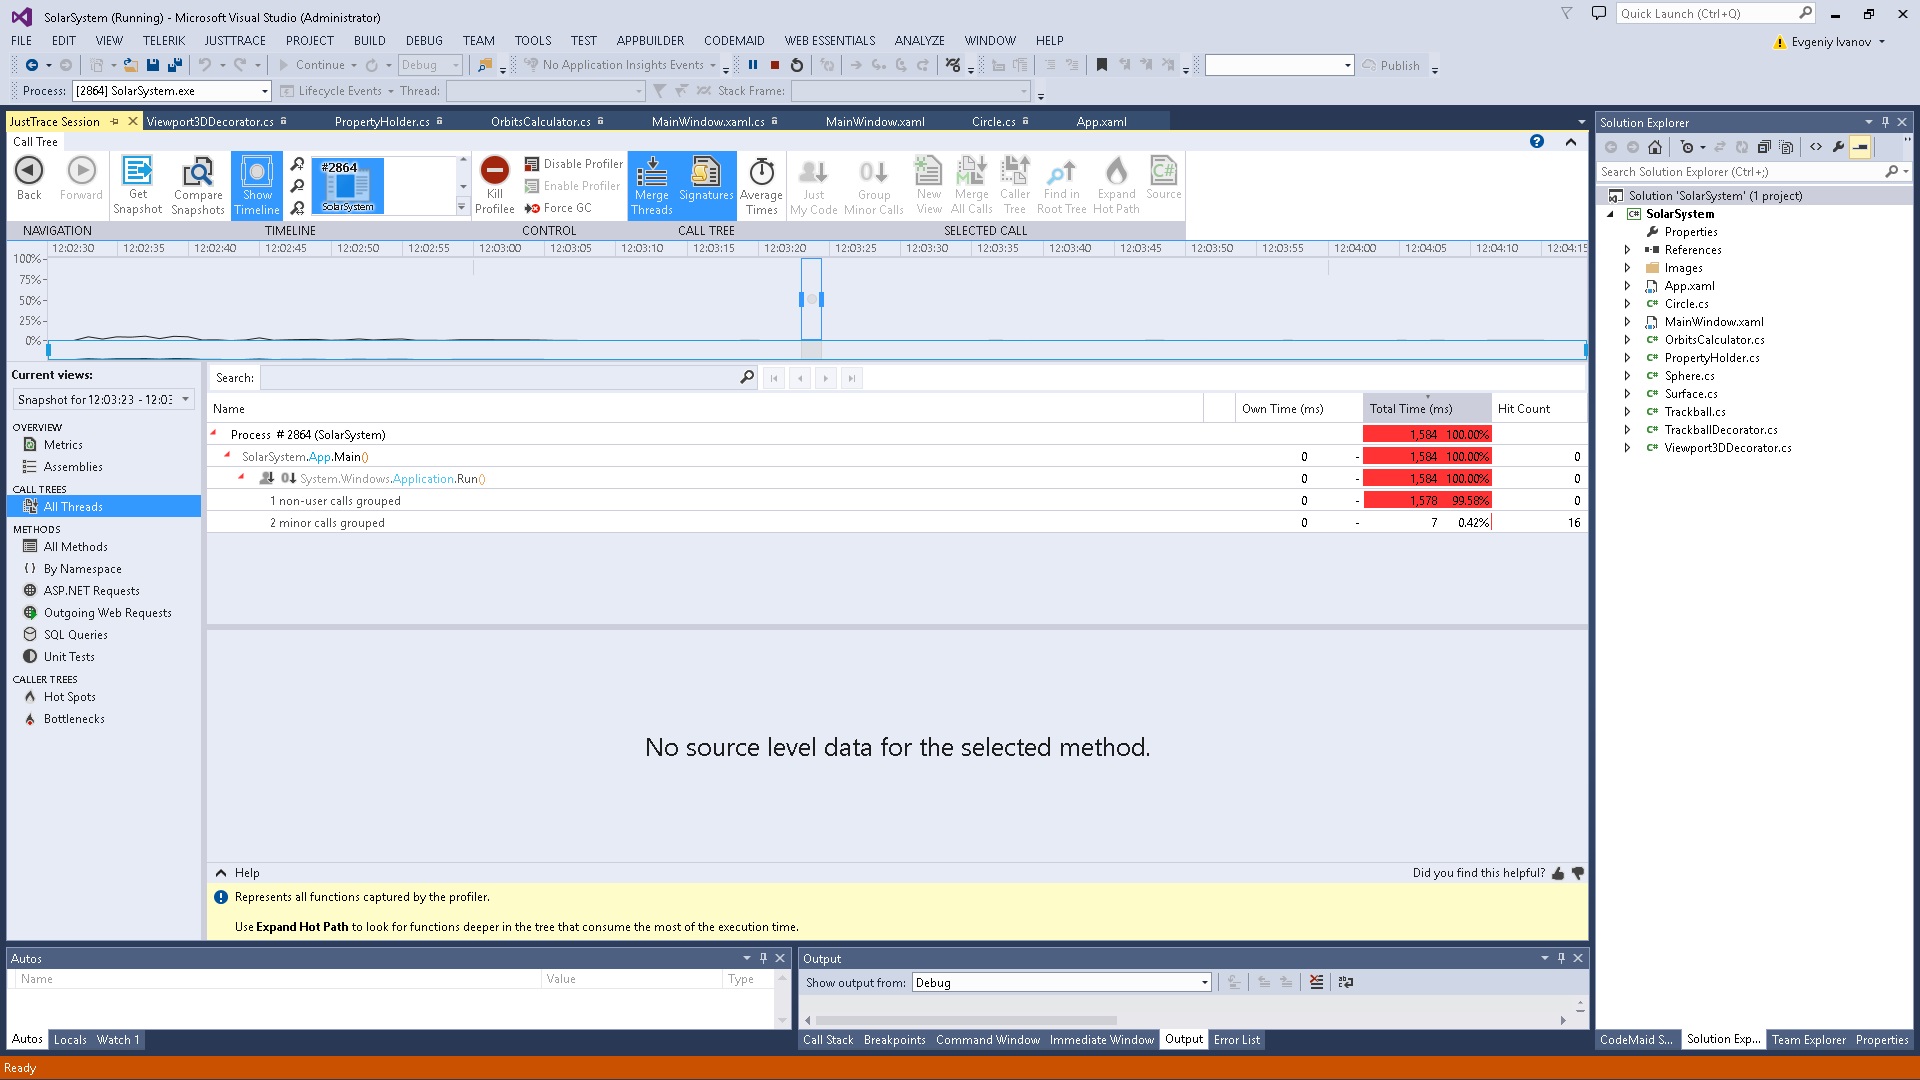 SolarSystem (Running) - Microsoft Visual Studio (Administrator)
Quick Launch (Ctrl+Q)
FILE EDIT VIEW TELERIK JUSTTRACE PROJECT BUILD DEBUG TEAM TOOLS TEST APPBUILDER CODEMAID WEB ESSENTIALS ANALYZE WINDOW HELP
Evgeniy Ivanov
Continue Debug No Application Insights Events Publish
Process: [2864] SolarSystem.exe Lifecycle Events Thread: Stack Frame:
JustTrace Session Viewport3DDecorator.cs PropertyHolder.cs OrbitsCalculator.cs MainWindow.xaml.cs MainWindow.xaml Circle.cs App.xaml
Call Tree
Back Forward
Get Snapshot
Compare Snapshots
Show Timeline
#2864
SolarSystem
Kill Profilee
Disable Profiler
Enable Profiler
Force GC
Merge Threads
Signatures
Average Times
Just My Code
Group Minor Calls
New View
Merge All Calls
Caller Tree
Find in Root Tree
Expand Hot Path
Source
NAVIGATION TIMELINE CONTROL CALL TREE SELECTED CALL
12:02:30 12:02:35 12:02:40 12:02:45 12:02:50 12:02:55 12:03:00 12:03:05 12:03:10 12:03:15 12:03:20 12:03:25 12:03:30 12:03:35 12:03:40 12:03:45 12:03:50 12:03:55 12:04:00 12:04:05 12:04:10 12:04:15
100%
75%
50%
25%
0%
Current views:
Snapshot for 12:03:23 - 12:03
OVERVIEW
Metrics
Assemblies
CALL TREES
All Threads
METHODS
All Methods
By Namespace
ASP.NET Requests
Outgoing Web Requests
SQL Queries
Unit Tests
CALLER TREES
Hot Spots
Bottlenecks
Search:
Name Own Time (ms) Total Time (ms) Hit Count
Process # 2864 (SolarSystem) 1,584 100.00%
SolarSystem.App.Main() 0 - 1,584 100.00% 0
System.Windows.Application.Run() 0 - 1,584 100.00% 0
1 non-user calls grouped 0 - 1,578 99.58% 0
2 minor calls grouped 0 - 7 0.42% 16
No source level data for the selected method.
Help
Did you find this helpful?
Represents all functions captured by the profiler.
Use Expand Hot Path to look for functions deeper in the tree that consume the most of the execution time.
Autos
Name Value Type
Autos Locals Watch 1
Output
Show output from: Debug
Call Stack Breakpoints Command Window Immediate Window Output Error List
Solution Explorer
Search Solution Explorer (Ctrl+;)
Solution 'SolarSystem' (1 project)
C# SolarSystem
Properties
References
Images
App.xaml
C# Circle.cs
MainWindow.xaml
C# OrbitsCalculator.cs
C# PropertyHolder.cs
C# Sphere.cs
C# Surface.cs
C# Trackball.cs
C# TrackballDecorator.cs
C# Viewport3DDecorator.cs
CodeMaid S... Solution Exp... Team Explorer Properties
Ready